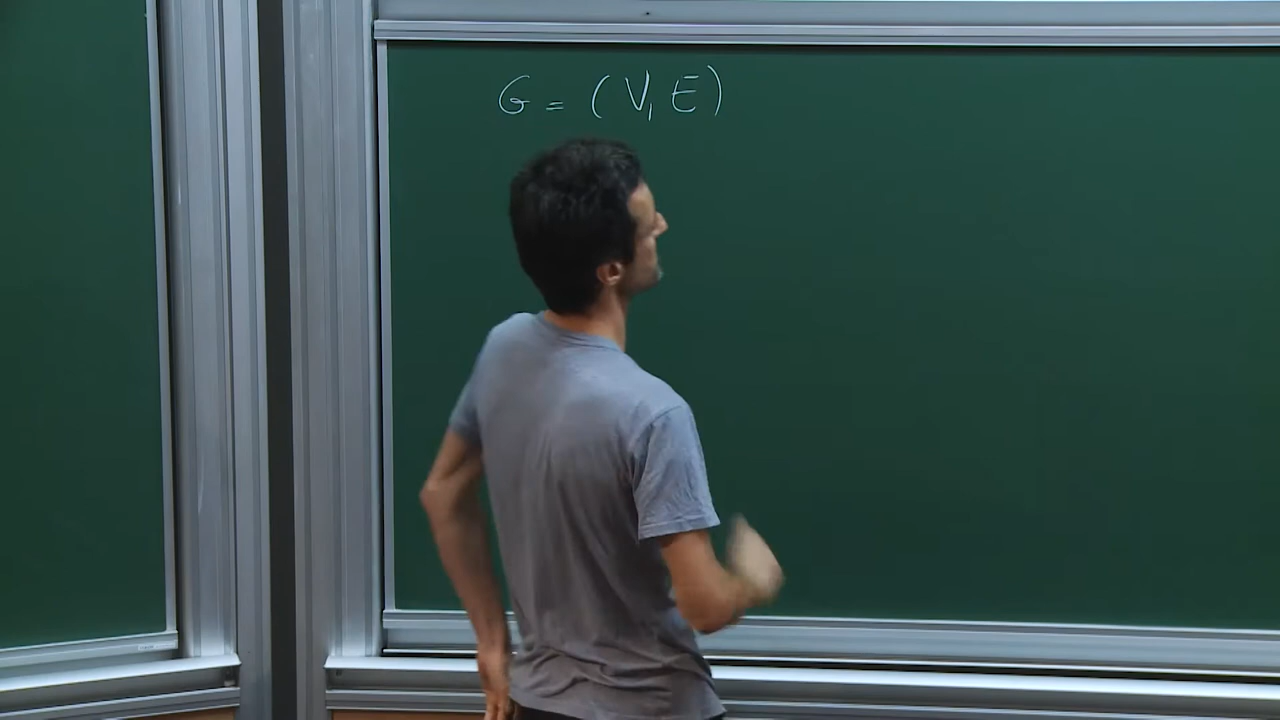 G = (V, E)